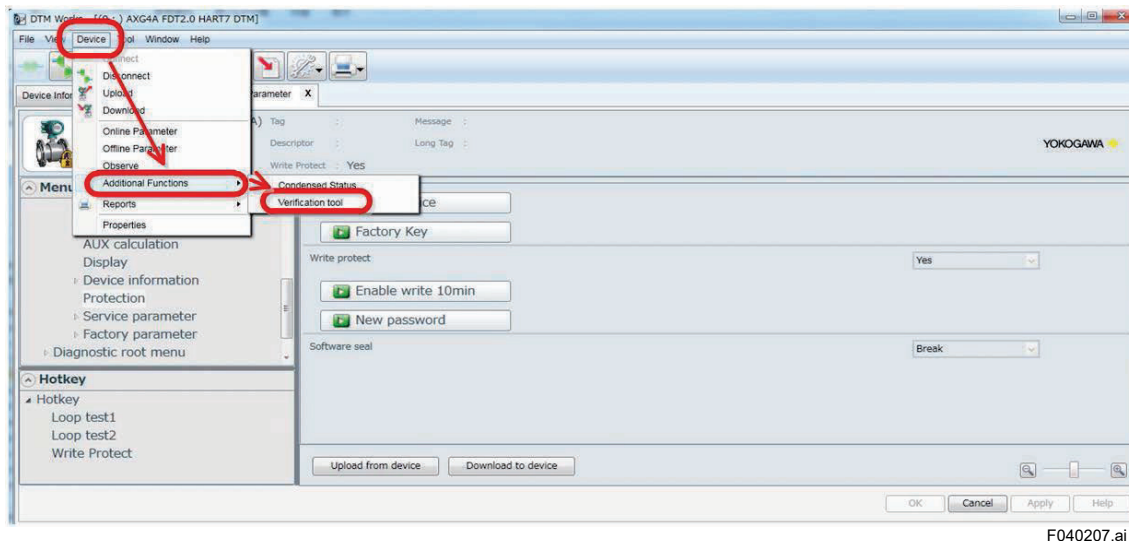 DTM Works AXG4A FDT2.0 HART7 DTM]
File View Device Tool Window Help
Disconnect
Upload
Download
Online Parameter
Offline Parameter
Observe
Additional Functions
Reports
Properties
Condensed Status
Verification tool
Device Infor
Parameter X
Tag : Message :
Descriptor : Long Tag :
Write Protect : Yes
YOKOGAWA
Menu
AUX calculation
Display
Device information
Protection
Service parameter
Factory parameter
Diagnostic root menu
Hotkey
Hotkey
Loop test1
Loop test2
Write Protect
ce
Factory Key
Write protect Yes
Enable write 10min
New password
Software seal Break
Upload from device Download to device
OK Cancel Apply Help
F040207.ai